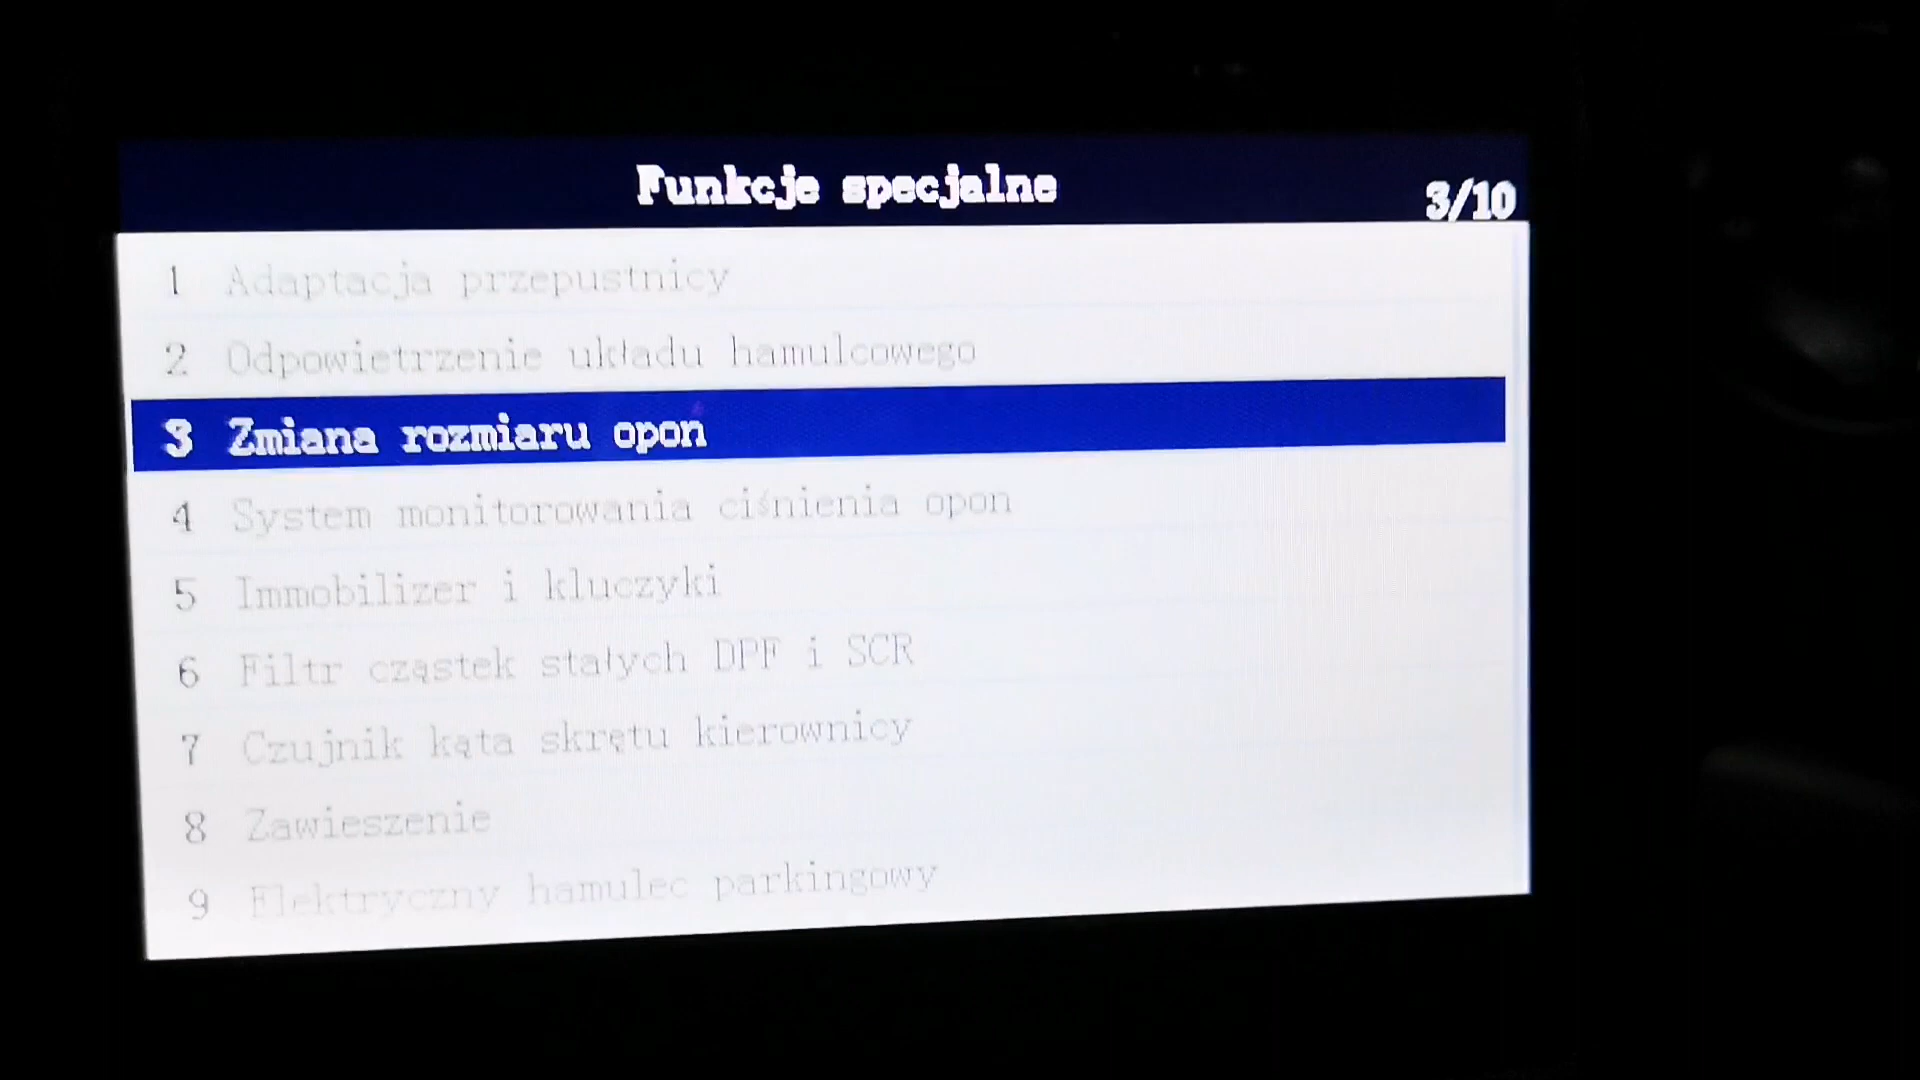 Funkcje specjalne
3/10
1 Adaptacja przepustnicy
2 Odpowietrzenie układu hamulcowego
3 Zmiana rozmiaru opon
4 System monitorowania ciśnienia opon
5 Immobilizer i kluczyki
6 Filtr cząstek stałych DPF i SCR
7 Czujnik kąta skrętu kierownicy
8 Zawieszenie
9 Elektryczny hamulec parkingowy